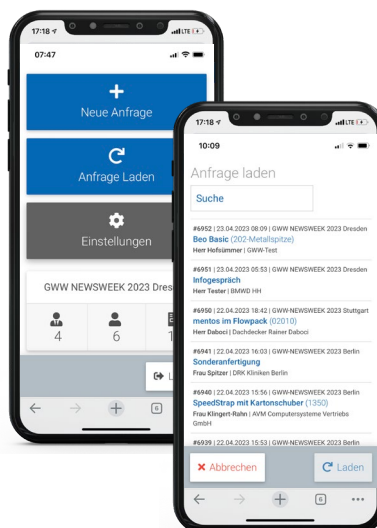 17:18
LTE
07:47
Neue Anfrage
Anfrage Laden
Einstellungen
GWW NEWSWEEK 2023
4
6
17:18
LTE
10:09
Anfrage laden
Suche
#6952 | 23.04.2023 08:09 | GWW NEWSWEEK 2023 Dresden
Beo Basic (202-Metallspitze)
Herr Hofsümmer | GWW-Test
#6951 | 23.04.2023 05:53 | GWW NEWSWEEK 2023 Dresden
Infogespräch
Herr Tester | BMWD HH
#6950 | 22.04.2023 18:42 | GWW NEWSWEEK 2023 Stuttgart
mentos im Flowpack (02010)
Herr Daboci | Dachdecker Rainer Daboci
#6941 | 22.04.2023 16:03 | GWW NEWSWEEK 2023 Berlin
Sonderanfertigung
Frau Spitzer | DRK Kliniken Berlin
#6940 | 22.04.2023 15:56 | GWW NEWSWEEK 2023 Berlin
SpeedStrap mit Kartonschuber (1350)
Frau Klingert-Rahn | AVM Computersysteme Vertriebs
GmbH
#6939 | 22.04.2023 15:53 | GWW NEWSWEEK 2023 Berlin
Abbrechen
Laden
6
6